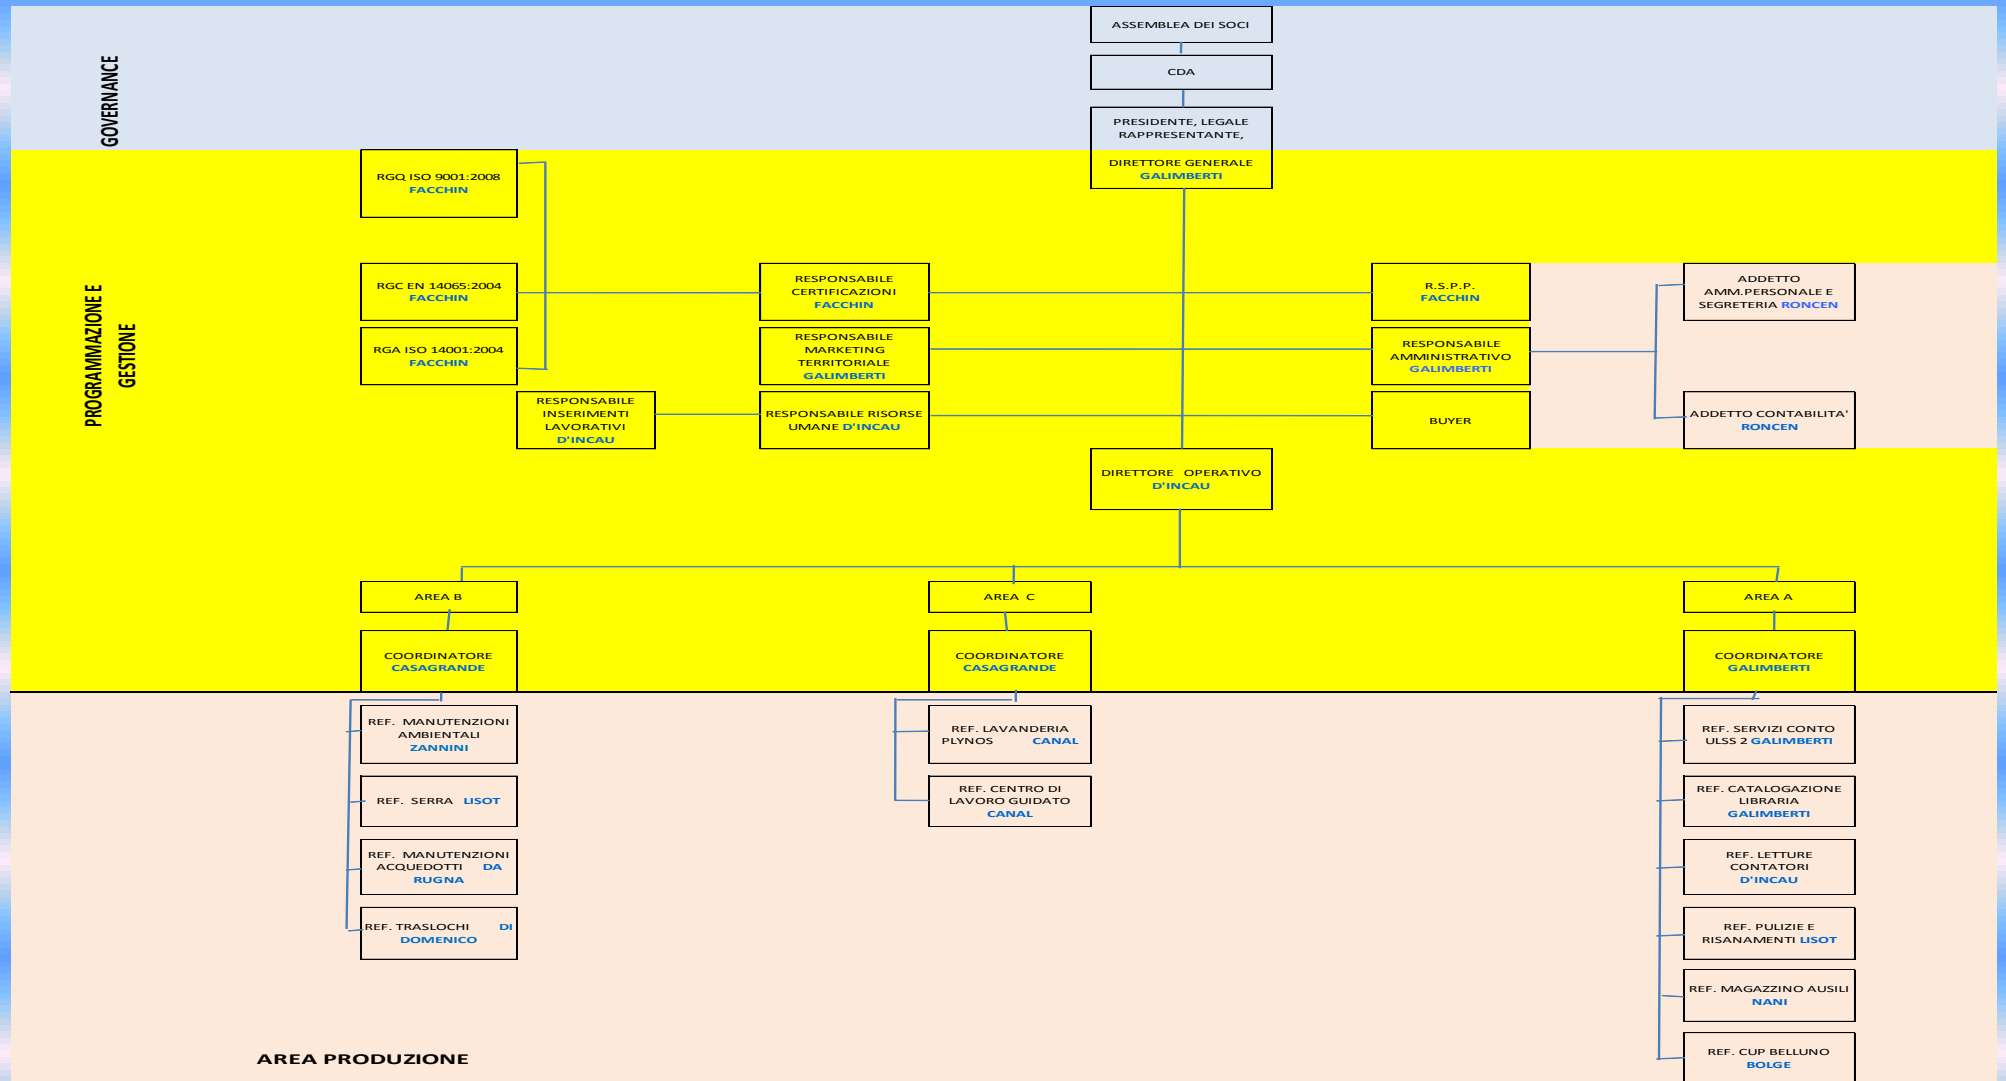 ASSEMBLEA DEI SOCI
CDA
GOVERNANCE
PRESIDENTE, LEGALE
RAPPRESENTANTE,
DIRETTORE GENERALE
GALIMBERTI
RGQ ISO 9001:2008
FACCHIN
PROGRAMMAZIONE E
GESTIONE
RGC EN 14065:2004
FACCHIN
RESPONSABILE
CERTIFICAZIONI
FACCHIN
R.S.P.P.
FACCHIN
ADDETTO
AMM.PERSONALE E
SEGRETERIA RONCEN
RGA ISO 14001:2004
FACCHIN
RESPONSABILE
MARKETING
TERRITORIALE
GALIMBERTI
RESPONSABILE
AMMINISTRATIVO
GALIMBERTI
RESPONSABILE
INSERIMENTI
LAVORATIVI
D'INCAU
RESPONSABILE RISORSE
UMANE D'INCAU
BUYER
ADDETTO CONTABILITA'
RONCEN
DIRETTORE OPERATIVO
D'INCAU
AREA B
AREA C
AREA A
COORDINATORE
CASAGRANDE
COORDINATORE
CASAGRANDE
COORDINATORE
GALIMBERTI
REF. MANUTENZIONI
AMBIENTALI
ZANNINI
REF. LAVANDERIA
PLYNOS CANAL
REF. SERVIZI CONTO
ULSS 2 GALIMBERTI
REF. SERRA LISOT
REF. CENTRO DI
LAVORO GUIDATO
CANAL
REF. CATALOGAZIONE
LIBRARIA
GALIMBERTI
REF. MANUTENZIONI
ACQUEDOTTI DA
RUGNA
REF. LETTURE
CONTATORI
D'INCAU
REF. TRASLOCHI DI
DOMENICO
REF. PULIZIE E
RISANAMENTI LISOT
REF. MAGAZZINO AUSILI
NANI
REF. CUP BELLUNO
BOLGE
AREA PRODUZIONE